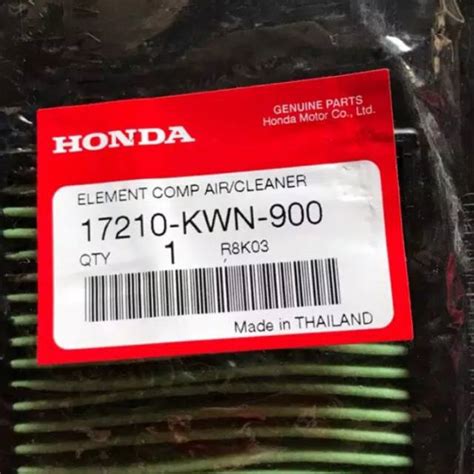 GENUINE PARTS
HONDA Honda Motor Co., Ltd.
ELEMENT COMP AIR/CLEANER
17210-KWN-900
QTY 1 R8K03
Made in THAILAND